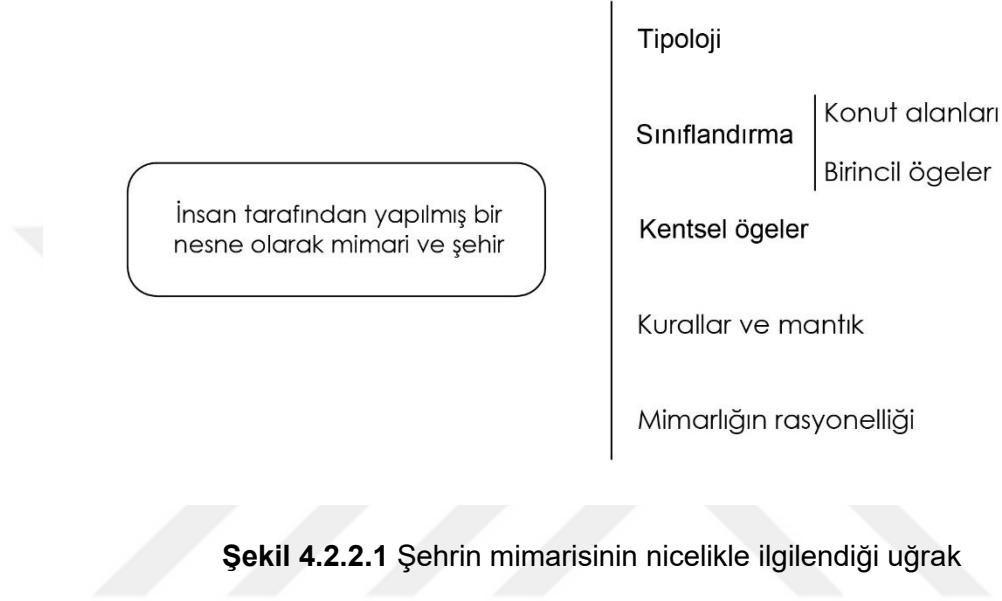 Tipoloji
Sınıflandırma
Konut alanları
Birincil ögeler
İnsan tarafından yapılmış bir
nesne olarak mimari ve şehir
Kentsel ögeler
Kurallar ve mantık
Mimarlığın rasyonelliği
Şekil 4.2.2.1 Şehrin mimarisinin nicelikle ilgilendiği uğrak